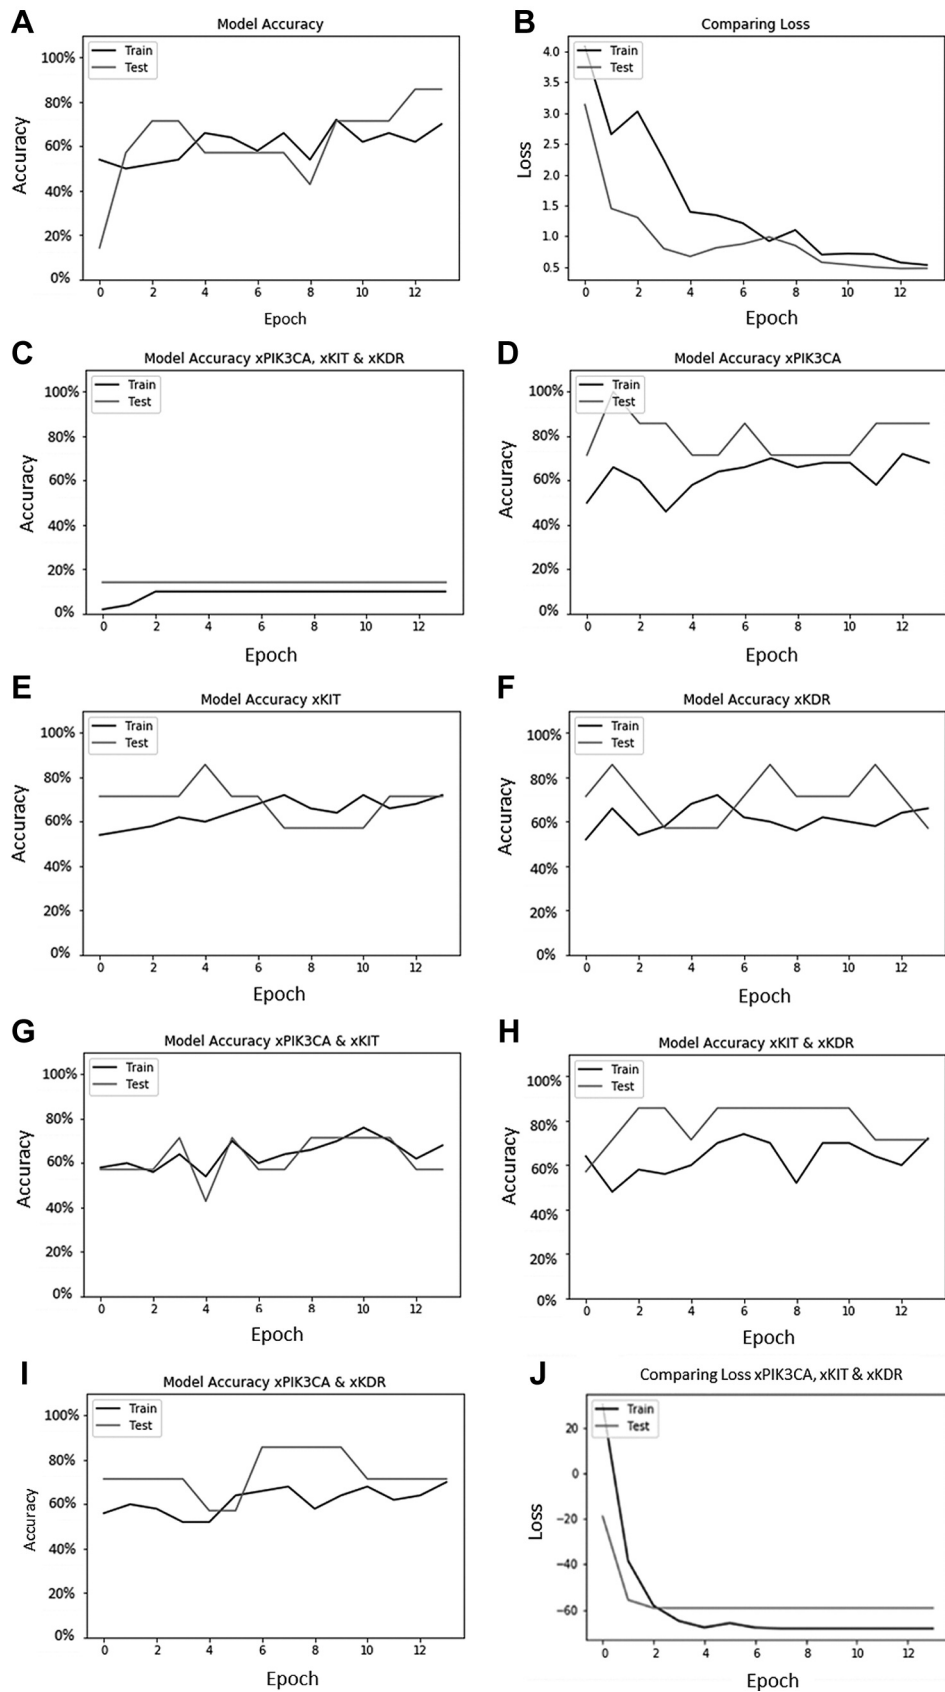 A
Model Accuracy
Train
Test
100%
80%
60%
40%
20%
0%
Accuracy
0 2 4 6 8 10 12
Epoch
B
Comparing Loss
Train
Test
4.0
3.5
3.0
2.5
2.0
1.5
1.0
0.5
Loss
0 2 4 6 8 10 12
Epoch
C
Model Accuracy xPIK3CA, xKIT & xKDR
Train
Test
100%
80%
60%
40%
20%
0%
Accuracy
0 2 4 6 8 10 12
Epoch
D
Model Accuracy xPIK3CA
Train
Test
100%
80%
60%
40%
20%
0%
Accuracy
0 2 4 6 8 10 12
Epoch
E
Model Accuracy xKIT
Train
Test
100%
80%
60%
40%
20%
0%
Accuracy
0 2 4 6 8 10 12
Epoch
F
Model Accuracy xKDR
Train
Test
100%
80%
60%
40%
20%
0%
Accuracy
0 2 4 6 8 10 12
Epoch
G
Model Accuracy xPIK3CA & xKIT
Train
Test
100%
80%
60%
40%
20%
0%
Accuracy
0 2 4 6 8 10 12
Epoch
H
Model Accuracy xKIT & xKDR
Train
Test
100%
80%
60%
40%
20%
0%
Accuracy
0 2 4 6 8 10 12
Epoch
I
Model Accuracy xPIK3CA & xKDR
Train
Test
100%
80%
60%
40%
20%
0%
Accuracy
0 2 4 6 8 10 12
Epoch
J
Comparing Loss xPIK3CA, xKIT & xKDR
Train
Test
20
0
−20
−40
−60
Loss
0 2 4 6 8 10 12
Epoch